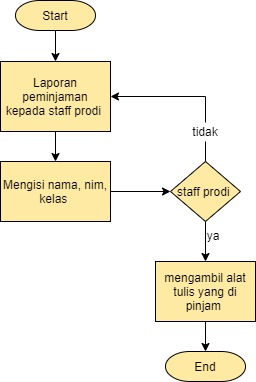 Start
Laporan
peminjaman
kepada staff prodi
tidak
Mengisi nama, nim,
kelas
staff prodi
ya
mengambil alat
tulis yang di
pinjam
End